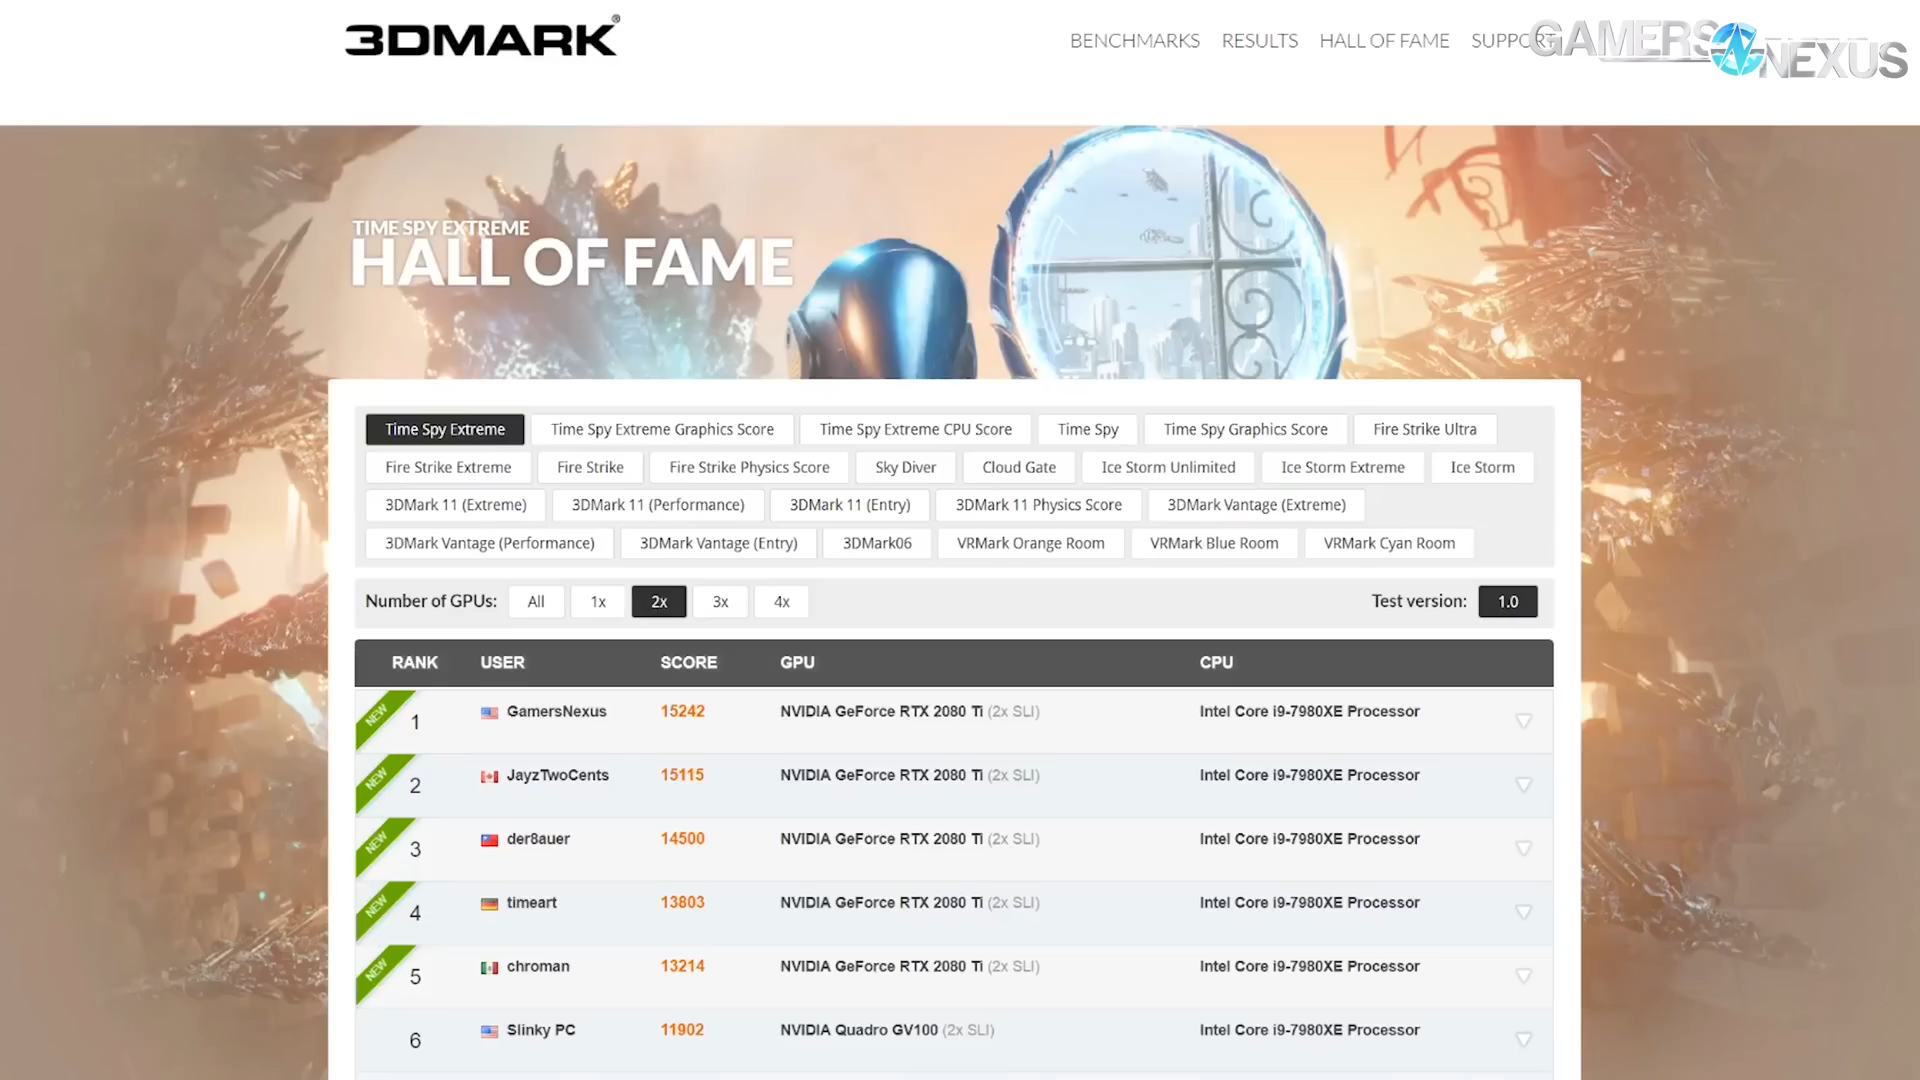 3DMARK®
BENCHMARKS RESULTS HALL OF FAME SUPPORT
GAMERS NEXUS
TIME SPY EXTREME
HALL OF FAME
Time Spy Extreme Time Spy Extreme Graphics Score Time Spy Extreme CPU Score Time Spy Time Spy Graphics Score Fire Strike Ultra
Fire Strike Extreme Fire Strike Fire Strike Physics Score Sky Diver Cloud Gate Ice Storm Unlimited Ice Storm Extreme Ice Storm
3DMark 11 (Extreme) 3DMark 11 (Performance) 3DMark 11 (Entry) 3DMark 11 Physics Score 3DMark Vantage (Extreme)
3DMark Vantage (Performance) 3DMark Vantage (Entry) 3DMark06 VRMark Orange Room VRMark Blue Room VRMark Cyan Room
Number of GPUs: All 1x 2x 3x 4x Test version: 1.0
RANK USER SCORE GPU CPU
NEW 1 GamersNexus 15242 NVIDIA GeForce RTX 2080 Ti (2x SLI) Intel Core i9-7980XE Processor
NEW 2 JayzTwoCents 15115 NVIDIA GeForce RTX 2080 Ti (2x SLI) Intel Core i9-7980XE Processor
NEW 3 der8auer 14500 NVIDIA GeForce RTX 2080 Ti (2x SLI) Intel Core i9-7980XE Processor
NEW 4 timeart 13803 NVIDIA GeForce RTX 2080 Ti (2x SLI) Intel Core i9-7980XE Processor
NEW 5 chroman 13214 NVIDIA GeForce RTX 2080 Ti (2x SLI) Intel Core i9-7980XE Processor
6 Slinky PC 11902 NVIDIA Quadro GV100 (2x SLI) Intel Core i9-7980XE Processor